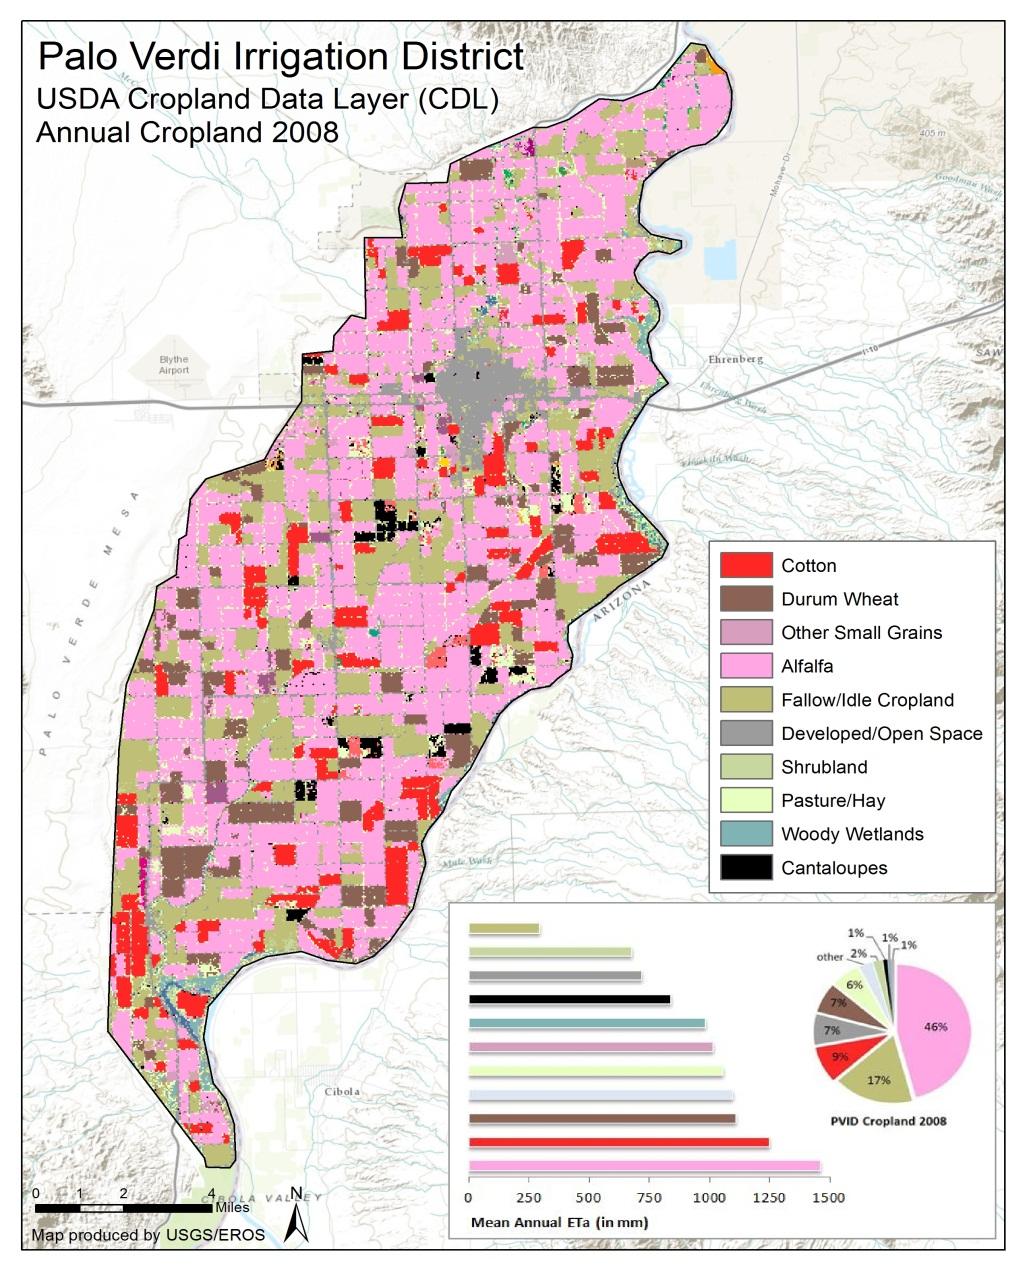 Palo Verdi Irrigation District
USDA Cropland Data Layer (CDL)
Annual Cropland 2008
405 m
Mohave-Dr
Goodman Wash
Blythe
Airport
Ehrenberg
I-10
SAW
Ehrenberg Wash
PALO VERDE MESA
ARIZONA
Cotton
Durum Wheat
Other Small Grains
Alfalfa
Fallow/Idle Cropland
Developed/Open Space
Shrubland
Pasture/Hay
Woody Wetlands
Cantaloupes
Mule Wash
1%
1%
1%
other
2%
6%
7%
7%
9%
17%
46%
PVID Cropland 2008
Cibola
0 250 500 750 1000 1250 1500
Mean Annual ETa (in mm)
0 1 2 4
Miles
N
CIBOLA VALLEY
Map produced by USGS/EROS